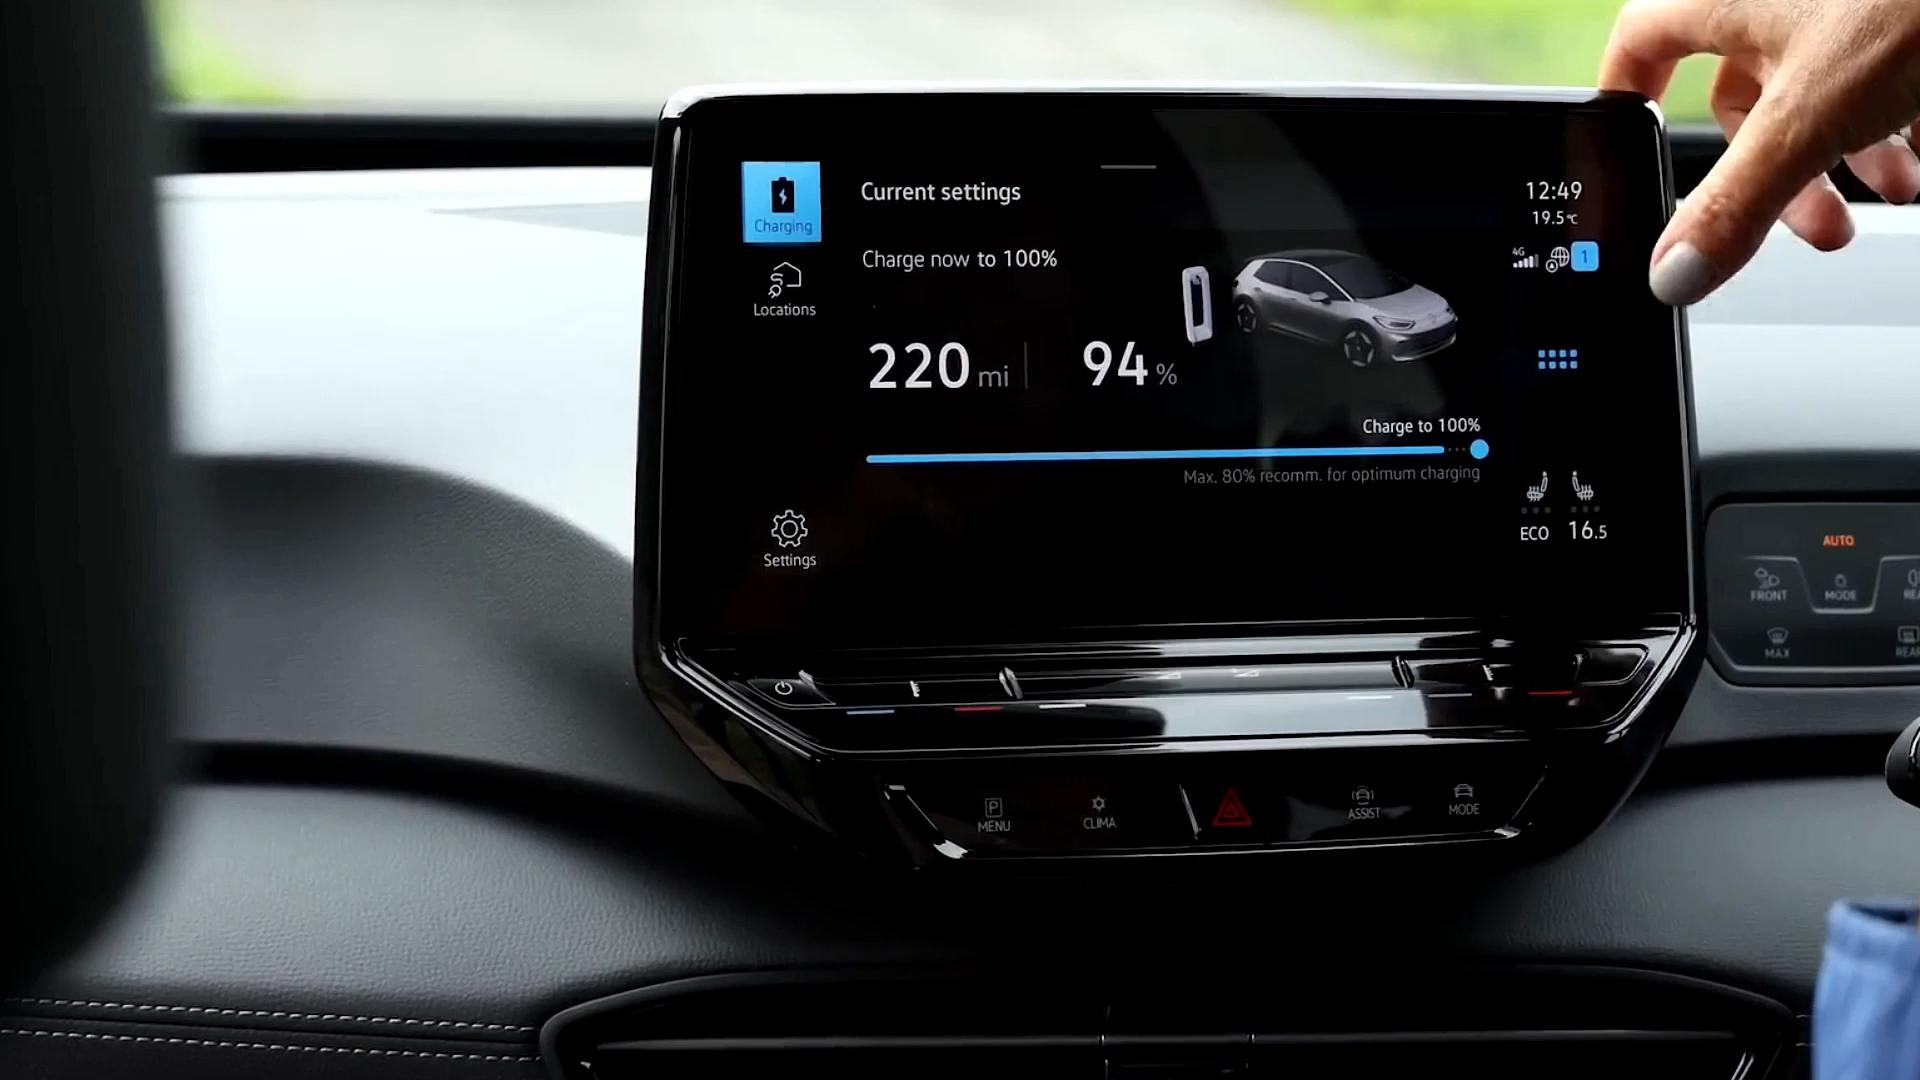 Charging
Locations
Settings
Current settings
Charge now to 100%
220 mi
94 %
Charge to 100%
Max. 80% recomm. for optimum charging
12:49
19.5°C
4G
1
ECO 16.5
AUTO
FRONT
MODE
MAX
REAR
P
MENU
CLIMA
ASSIST
MODE